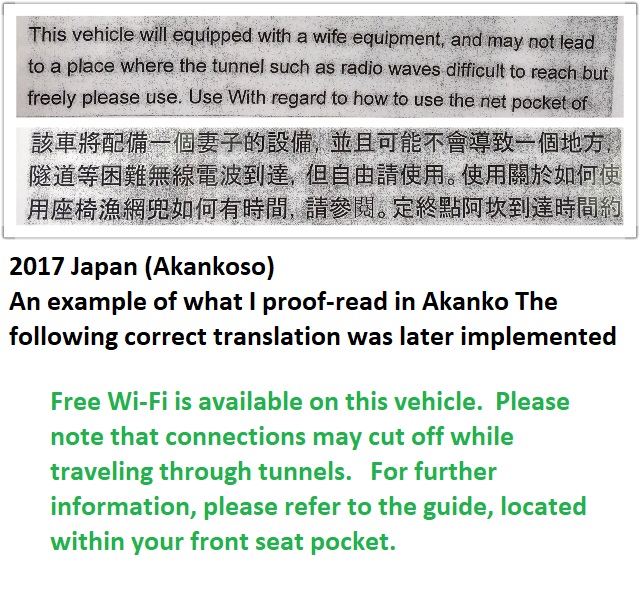 This vehicle will equipped with a wife equipment, and may not lead
to a place where the tunnel such as radio waves difficult to reach but
freely please use. Use With regard to how to use the net pocket of
該車將配備一個妻子的設備, 並且可能不會導致一個地方,
隧道等困難無線電波到達, 但自由請使用。使用關於如何使
用座椅漁網兜如何有時間, 請參閱。定終點阿坎到達時間約
2017 Japan (Akankoso)
An example of what I proof-read in Akanko The
following correct translation was later implemented
Free Wi-Fi is available on this vehicle. Please
note that connections may cut off while
traveling through tunnels. For further
information, please refer to the guide, located
within your front seat pocket.